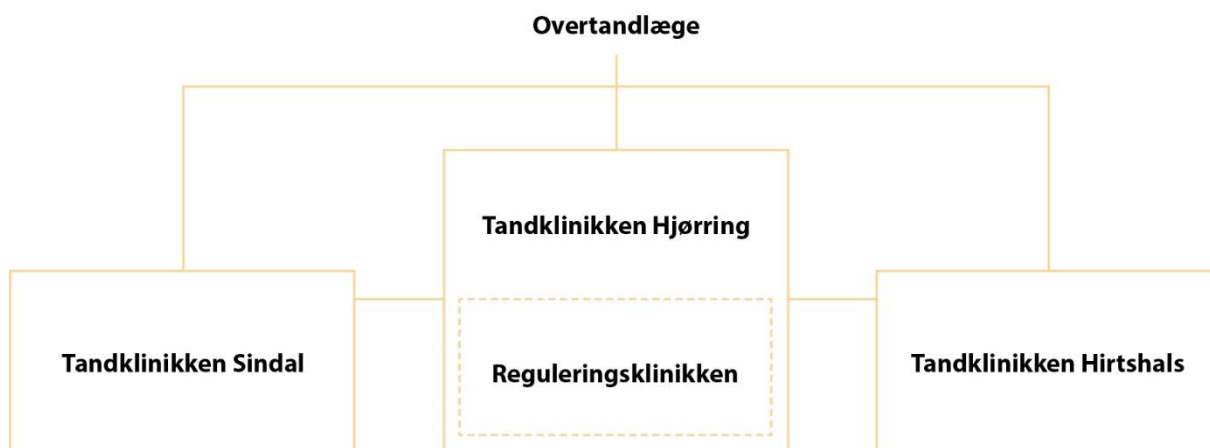 Overtandlæge
Tandklinikken Hjørring
Tandklinikken Sindal
Reguleringsklinikken
Tandklinikken Hirtshals